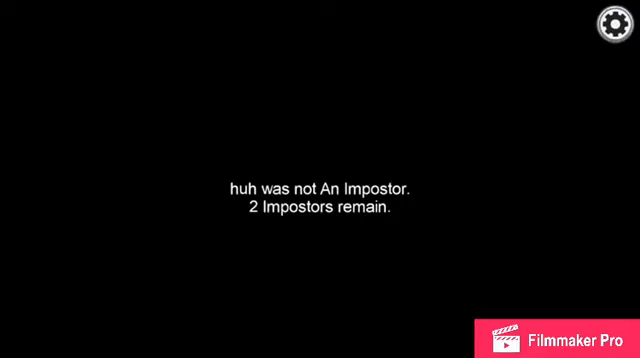 huh was not An Impostor.
2 Impostors remain.
Filmmaker Pro